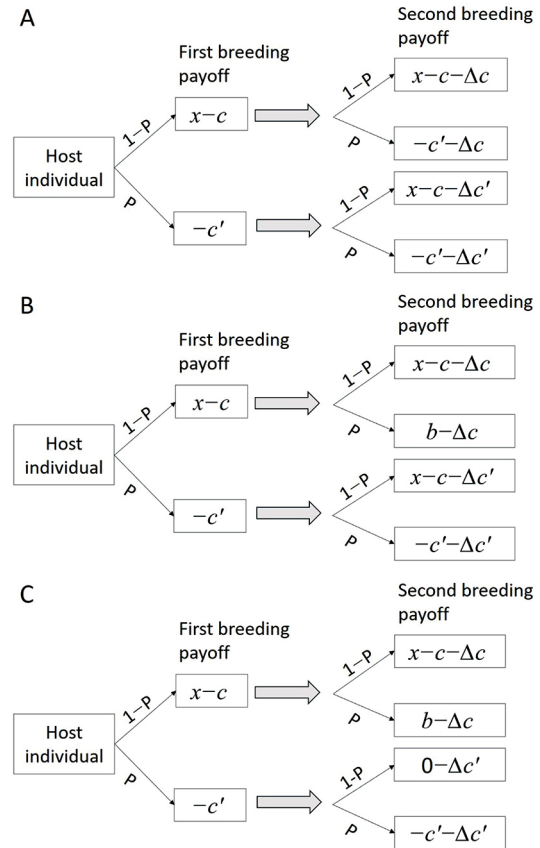 A
Second breeding
payoff
First breeding
payoff
1−P
x−c−Δc
1−P
x−c
P
−c′−Δc
Host
individual
P
−c′
1−P
x−c−Δc′
P
−c′−Δc′
B
Second breeding
payoff
First breeding
payoff
1−P
x−c−Δc
1−P
x−c
P
b−Δc
Host
individual
P
−c′
1−P
x−c−Δc′
P
−c′−Δc′
C
Second breeding
payoff
First breeding
payoff
1−P
x−c−Δc
1−P
x−c
P
b−Δc
Host
individual
P
−c′
1-P
0−Δc′
P
−c′−Δc′